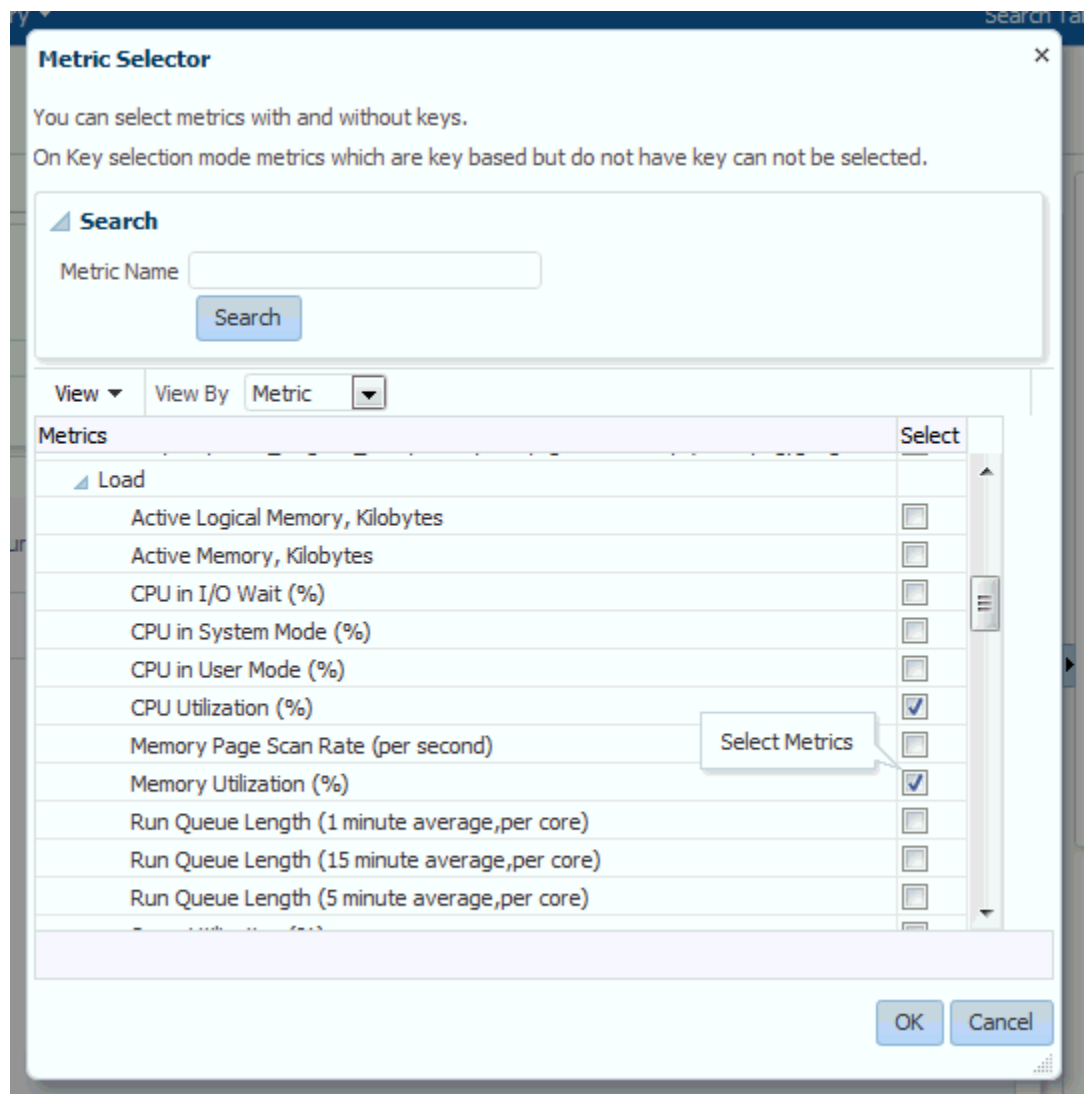 Search Ta
Metric Selector
You can select metrics with and without keys.
On Key selection mode metrics which are key based but do not have key can not be selected.
Search
Metric Name
Search
View View By Metric
Metrics Select
Load
Active Logical Memory, Kilobytes
Active Memory, Kilobytes
CPU in I/O Wait (%)
CPU in System Mode (%)
CPU in User Mode (%)
CPU Utilization (%)
Memory Page Scan Rate (per second)
Select Metrics
Memory Utilization (%)
Run Queue Length (1 minute average,per core)
Run Queue Length (15 minute average,per core)
Run Queue Length (5 minute average,per core)
OK Cancel